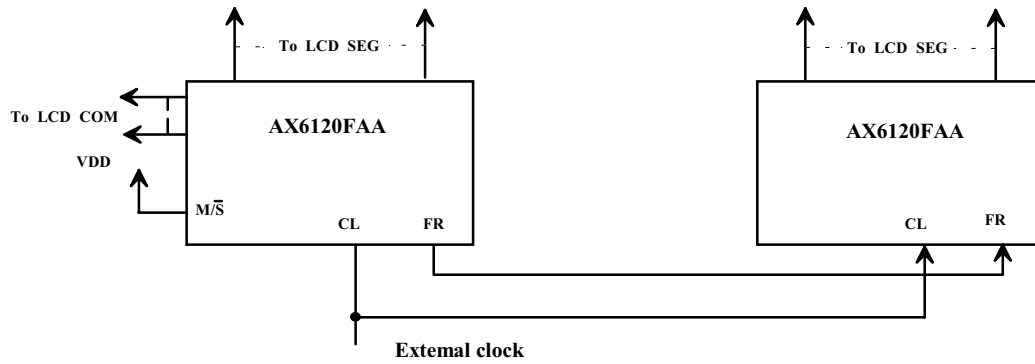 To LCD SEG
To LCD SEG
To LCD COM
AX6120FAA
AX6120FAA
VDD
M/S̅
CL
FR
CL
FR
Extemal clock